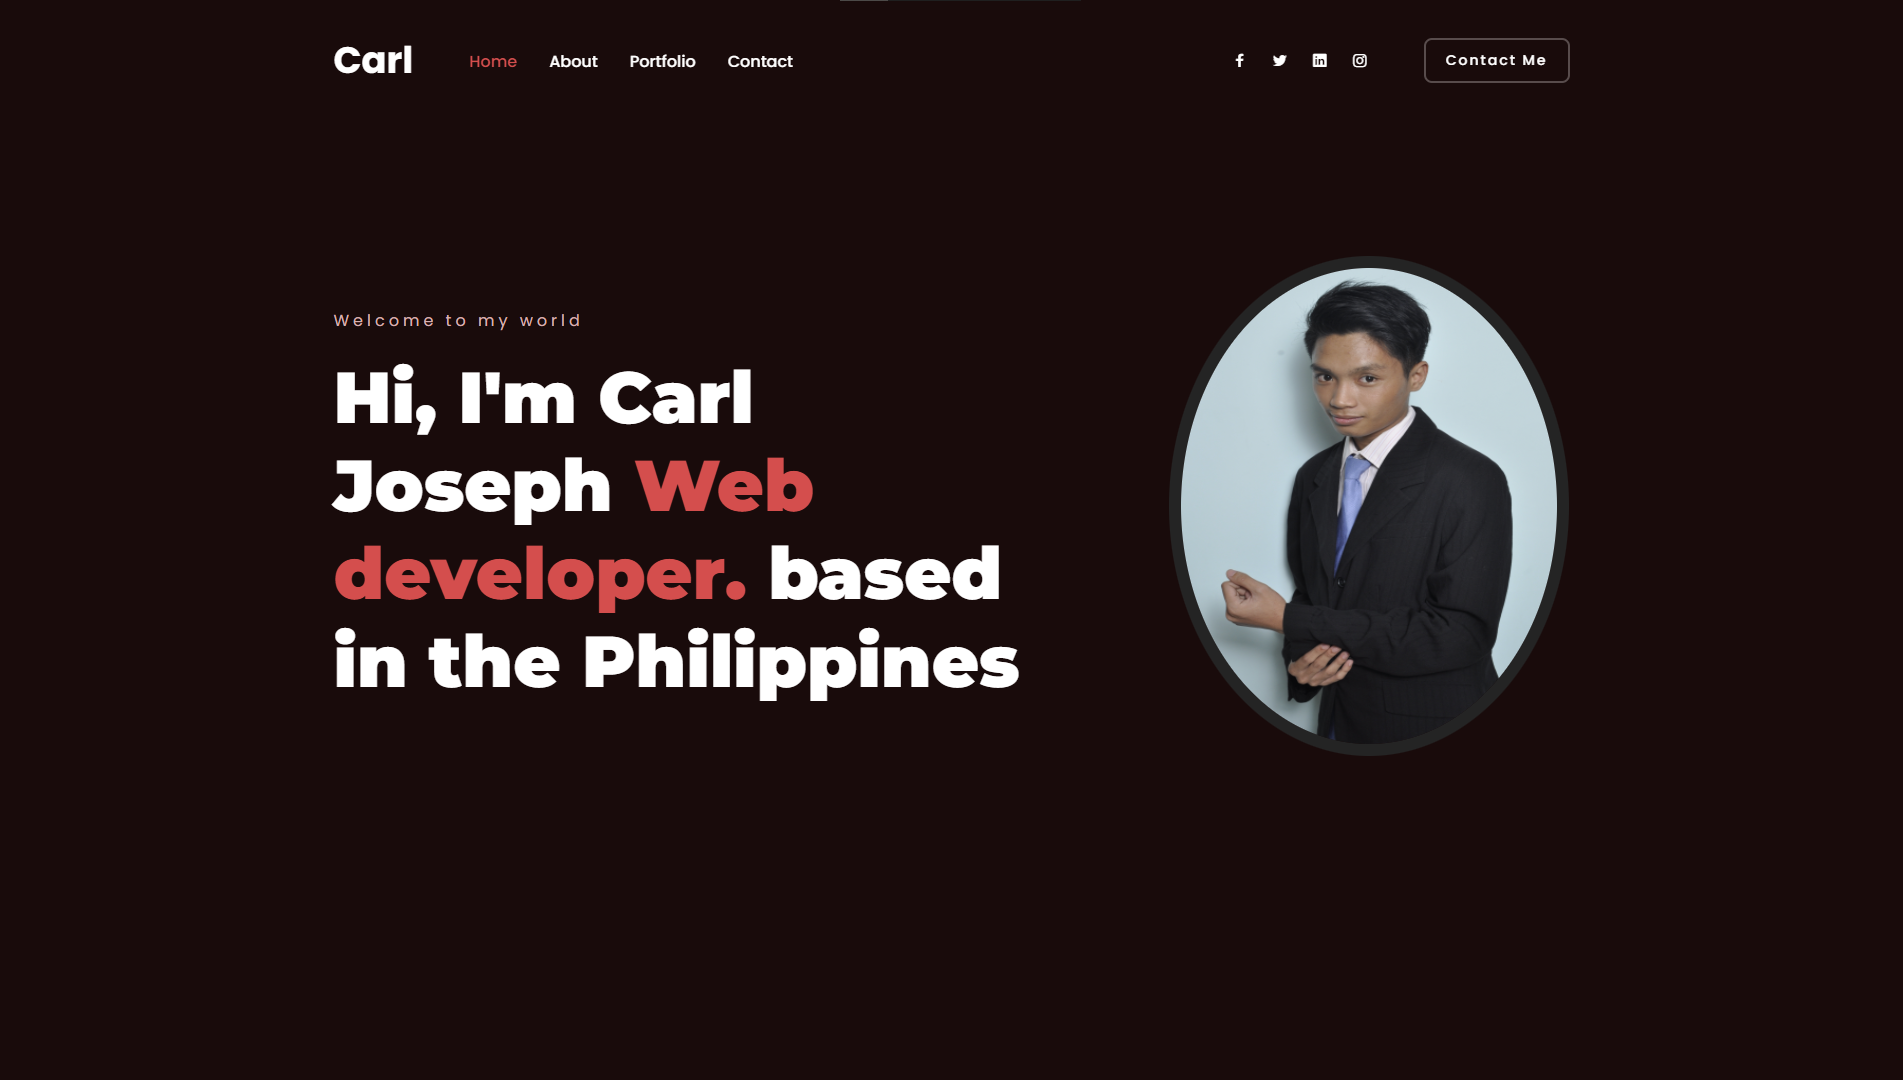 Carl
Home
About
Portfolio
Contact
Contact Me
Welcome to my world
Hi, I'm Carl
Joseph Web
developer. based
in the Philippines